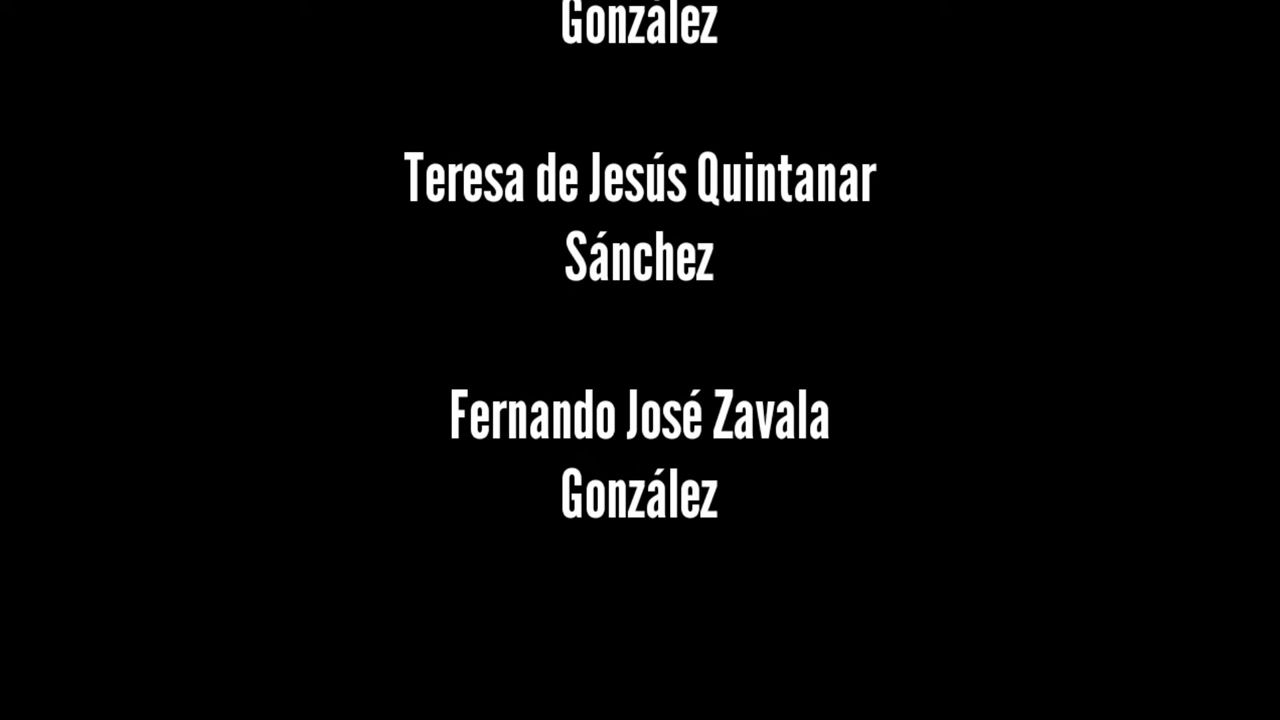 González
Teresa de Jesús Quintanar
Sánchez
Fernando José Zavala
González